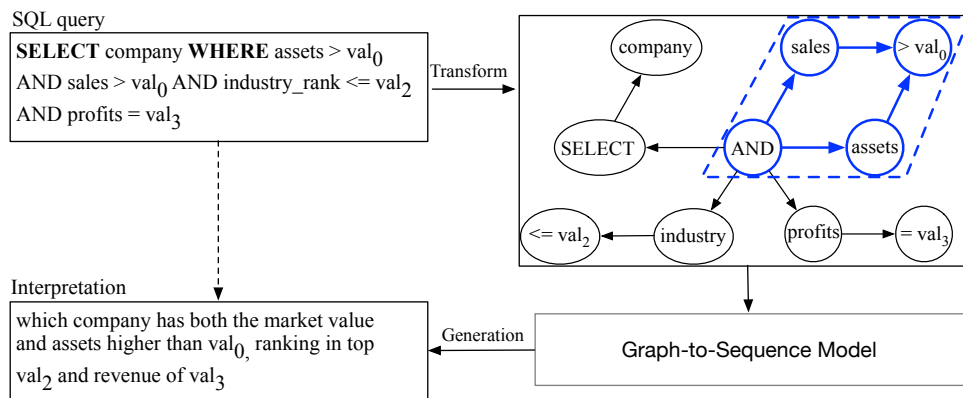 SQL query
SELECT company WHERE assets > val0
AND sales > val0 AND industry_rank <= val2
AND profits = val3
Transform
company
sales
> val0
SELECT
AND
assets
<= val2
industry
profits
= val3
Interpretation
which company has both the market value
and assets higher than val0, ranking in top
val2 and revenue of val3
Generation
Graph-to-Sequence Model